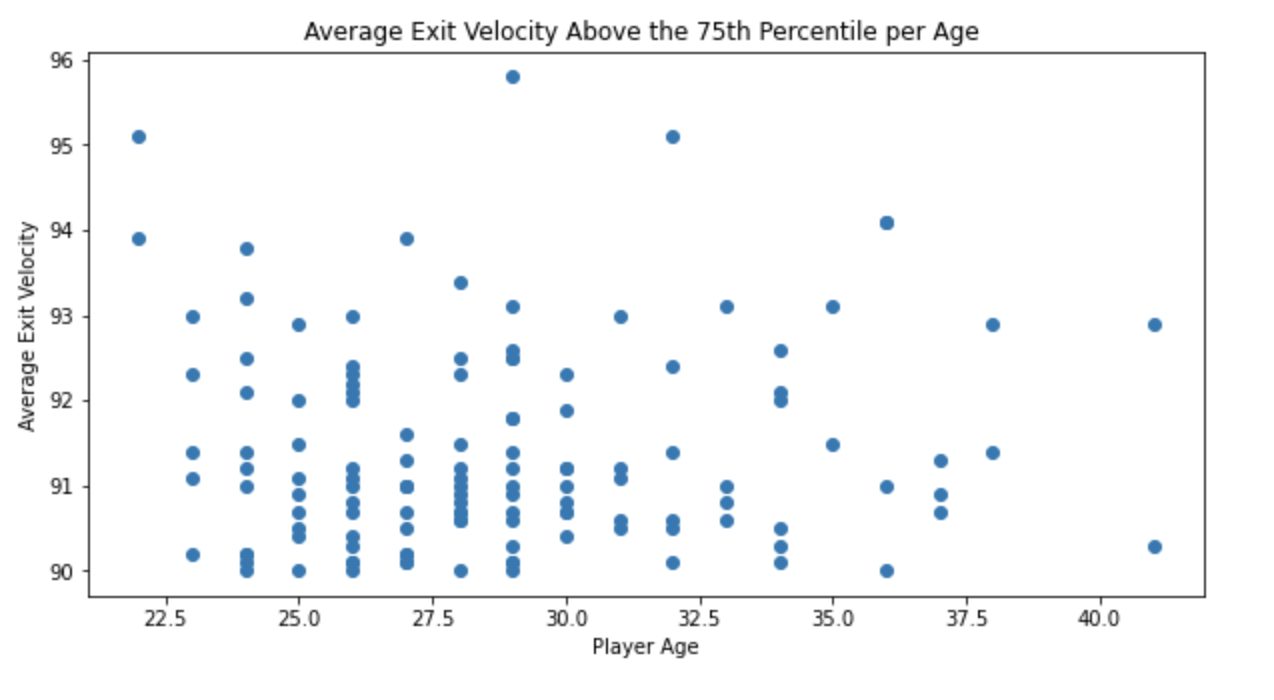 Average Exit Velocity Above the 75th Percentile per Age
96
95
94
93
92
91
90
Average Exit Velocity
22.5 25.0 27.5 30.0 32.5 35.0 37.5 40.0
Player Age